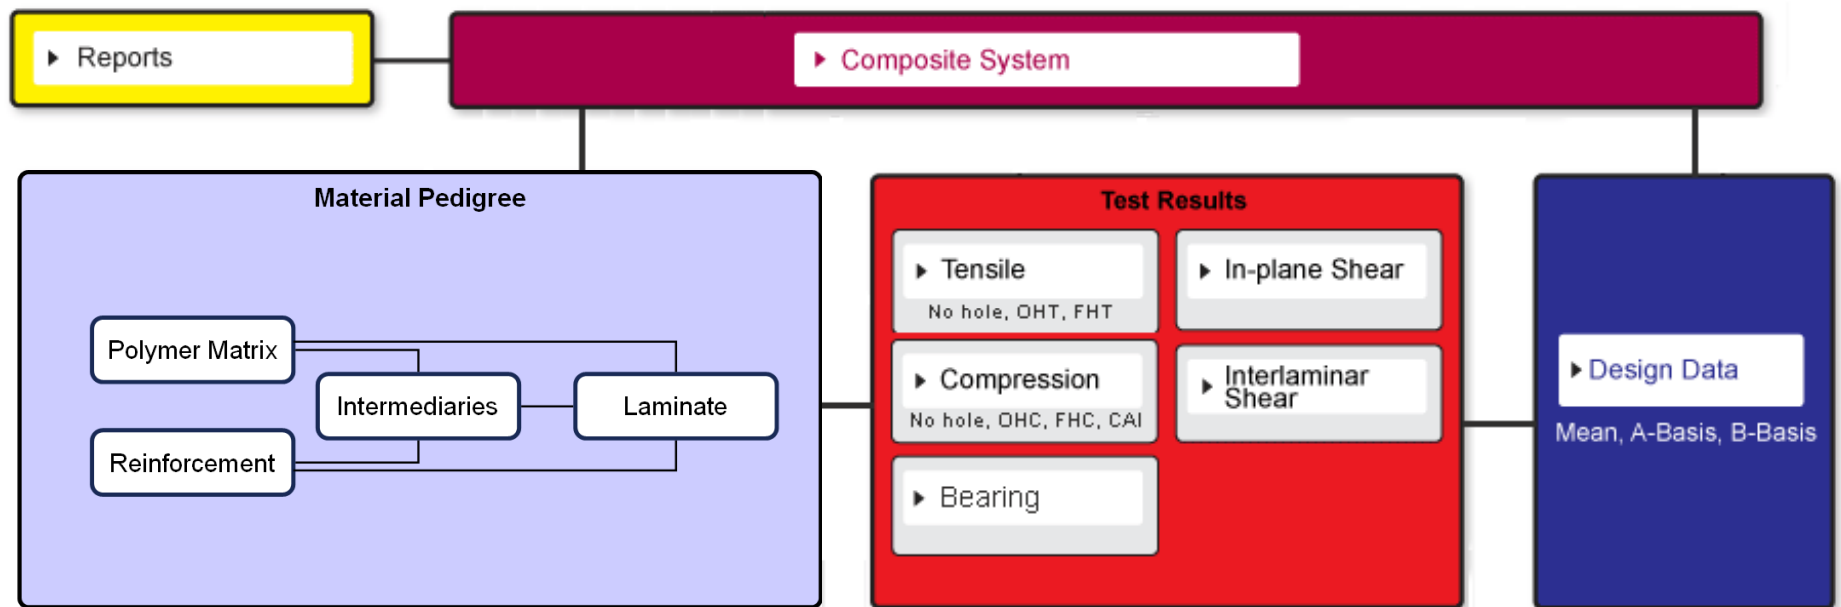 Reports
Composite System
Material Pedigree
Polymer Matrix
Intermediaries
Laminate
Reinforcement
Test Results
Tensile
No hole, OHT, FHT
In-plane Shear
Compression
No hole, OHC, FHC, CAI
Interlaminar
Shear
Bearing
Design Data
Mean, A-Basis, B-Basis